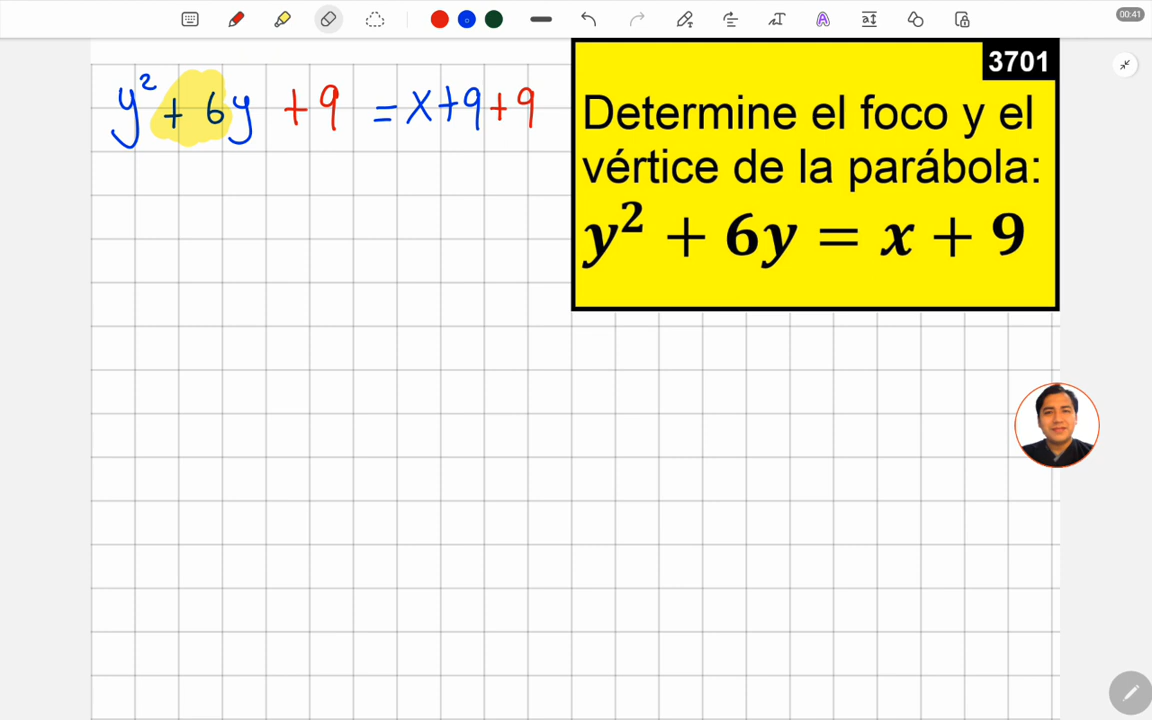 00:41
y² + 6y + 9 = x + 9 + 9
3701
Determine el foco y el
vértice de la parábola:
y² + 6y = x + 9